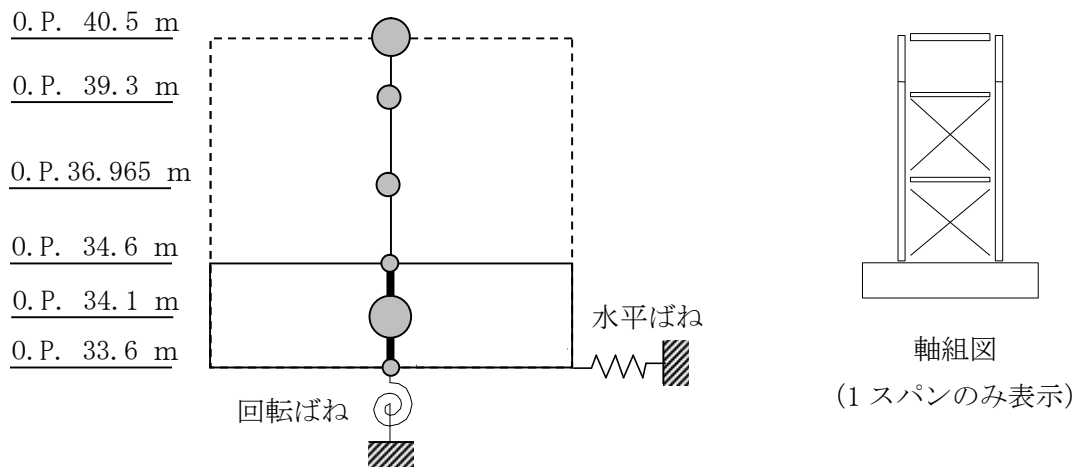 O.P. 40.5 m
O.P. 39.3 m
O.P.36.965 m
O.P. 34.6 m
O.P. 34.1 m
O.P. 33.6 m
水平ばね
回転ばね
軸組図
(1 スパンのみ表示)